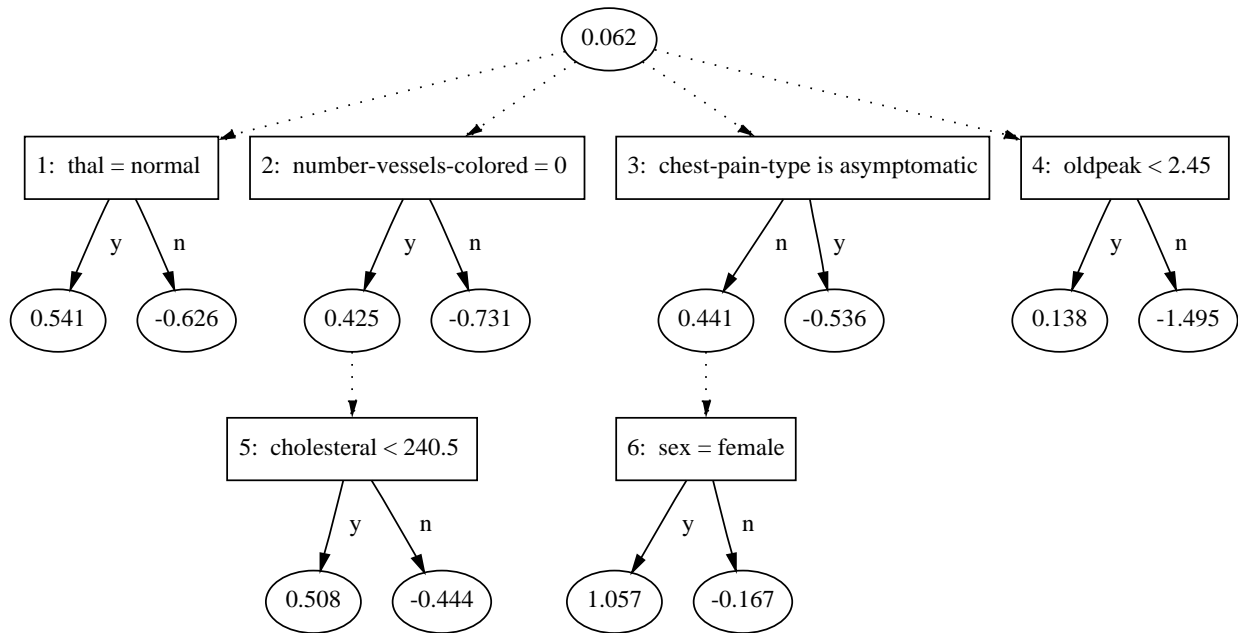 0.062
1: thal = normal
2: number-vessels-colored = 0
3: chest-pain-type is asymptomatic
4: oldpeak < 2.45
y
n
y
n
n
y
y
n
0.541
-0.626
0.425
-0.731
0.441
-0.536
0.138
-1.495
5: cholesteral < 240.5
6: sex = female
y
n
y
n
0.508
-0.444
1.057
-0.167